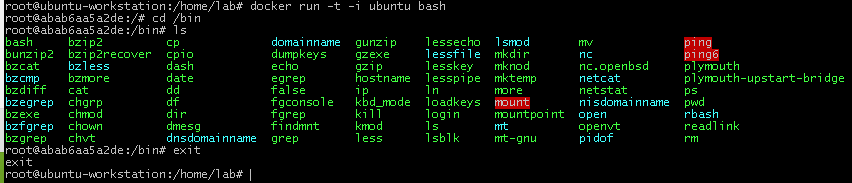 root@ubuntu-workstation:/home/lab# docker run -t -i ubuntu bash
root@abab6aa5a2de:/# cd /bin
root@abab6aa5a2de:/bin# ls
bash bzip2 cp domainname gunzip lessecho lsmod mv ping
bunzip2 bzip2recover cpio dumpkeys gzexe lessfile mkdir nc ping6
bzcat bzless dash echo gzip lesskey mknod nc.openbsd plymouth
bzcmp bzmore date egrep hostname lesspipe mktemp netcat plymouth-upstart-bridge
bzdiff cat dd false ip ln more netstat ps
bzegrep chgrp df fgconsole kbd_mode loadkeys mount nisdomainname pwd
bzexe chmod dir fgrep kill login mountpoint open rbash
bzfgrep chown dmesg findmnt kmod ls mt openvt readlink
bzgrep chvt dnsdomainname grep less lsblk mt-gnu pidof rm
root@abab6aa5a2de:/bin# exit
exit
root@ubuntu-workstation:/home/lab#